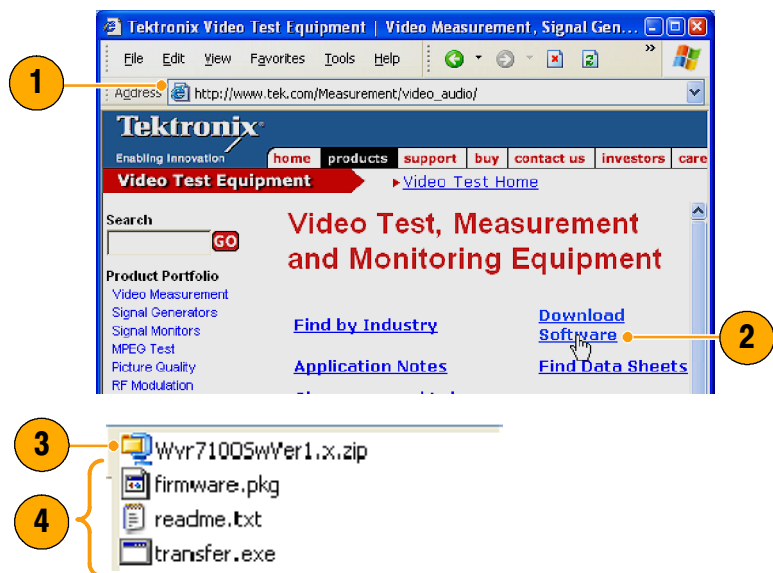 Tektronix Video Test Equipment | Video Measurement, Signal Gen...
File Edit View Favorites Tools Help »
1
Address http://www.tek.com/Measurement/video_audio/
Tektronix
Enabling Innovation
home products support buy contact us investors care
Video Test Equipment
Video Test Home
Search
GO
Video Test, Measurement
and Monitoring Equipment
Product Portfolio
Video Measurement
Signal Generators
Signal Monitors
MPEG Test
Picture Quality
RF Modulation
Find by Industry
Download
Software
2
Application Notes
Find Data Sheets
3
Wvr7100SwVer1.x.zip
4
firmware.pkg
readme.txt
transfer.exe